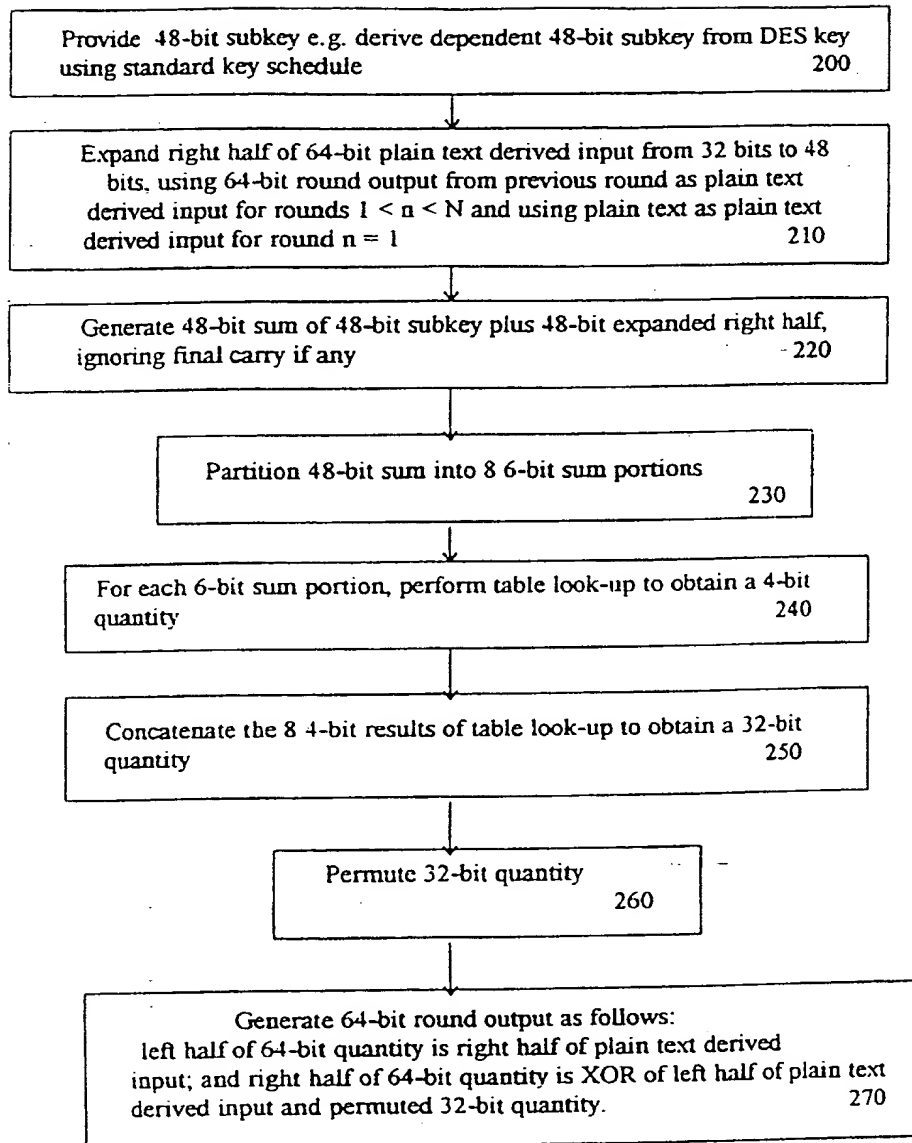 Provide 48-bit subkey e.g. derive dependent 48-bit subkey from DES key
using standard key schedule 200
Expand right half of 64-bit plain text derived input from 32 bits to 48
bits, using 64-bit round output from previous round as plain text
derived input for rounds 1 < n < N and using plain text as plain text
derived input for round n = 1 210
Generate 48-bit sum of 48-bit subkey plus 48-bit expanded right half,
ignoring final carry if any 220
Partition 48-bit sum into 8 6-bit sum portions
230
For each 6-bit sum portion, perform table look-up to obtain a 4-bit
quantity 240
Concatenate the 8 4-bit results of table look-up to obtain a 32-bit
quantity 250
Permute 32-bit quantity
260
Generate 64-bit round output as follows:
left half of 64-bit quantity is right half of plain text derived
input; and right half of 64-bit quantity is XOR of left half of plain text
derived input and permuted 32-bit quantity. 270